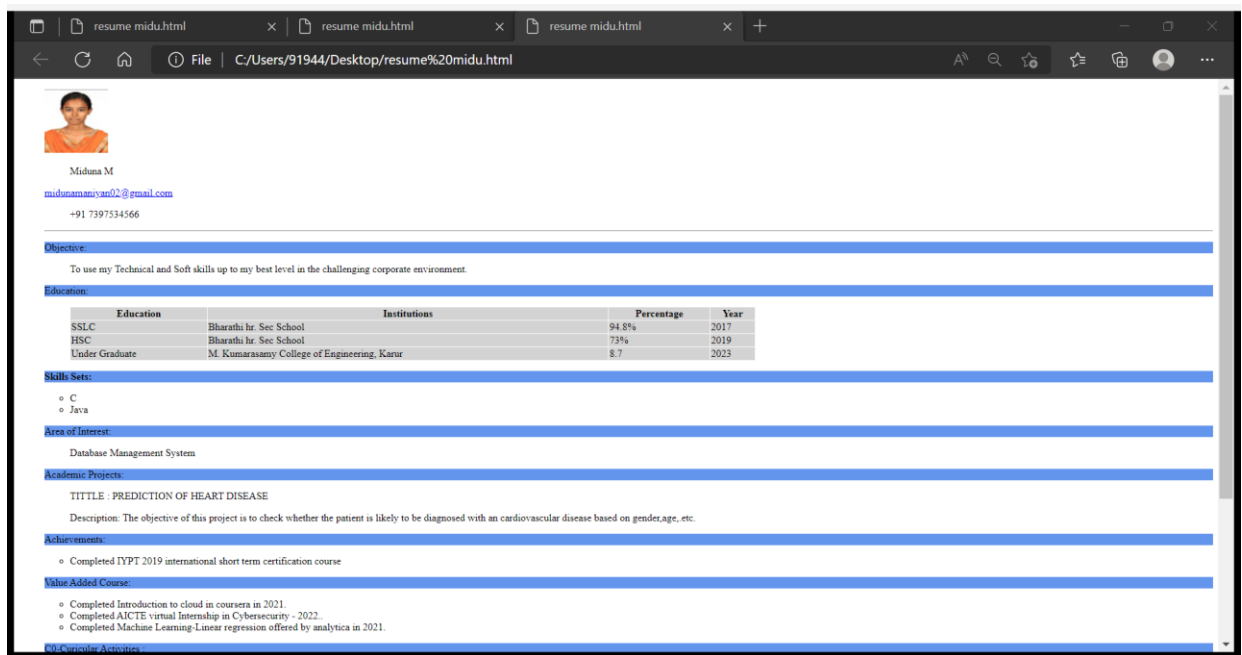 resume midu.html resume midu.html resume midu.html
File C:/Users/91944/Desktop/resume%20midu.html
Miduna M
midunamaniyan02@gmail.com
+91 7397534566
Objective:
To use my Technical and Soft skills up to my best level in the challenging corporate environment.
Education:
Education Institutions Percentage Year
SSLC Bharathi hr. Sec School 94.8% 2017
HSC Bharathi hr. Sec School 73% 2019
Under Graduate M. Kumarasamy College of Engineering, Karur 8.7 2023
Skills Sets:
C
Java
Area of Interest:
Database Management System
Academic Projects:
TITTLE : PREDICTION OF HEART DISEASE
Description: The objective of this project is to check whether the patient is likely to be diagnosed with an cardiovascular disease based on gender,age,.etc.
Achievements:
Completed IYPT 2019 international short term certification course
Value Added Course:
Completed Introduction to cloud in coursera in 2021.
Completed AICTE virtual Internship in Cybersecurity - 2022..
Completed Machine Learning-Linear regression offered by analytica in 2021.
C0-Curicular Activities :